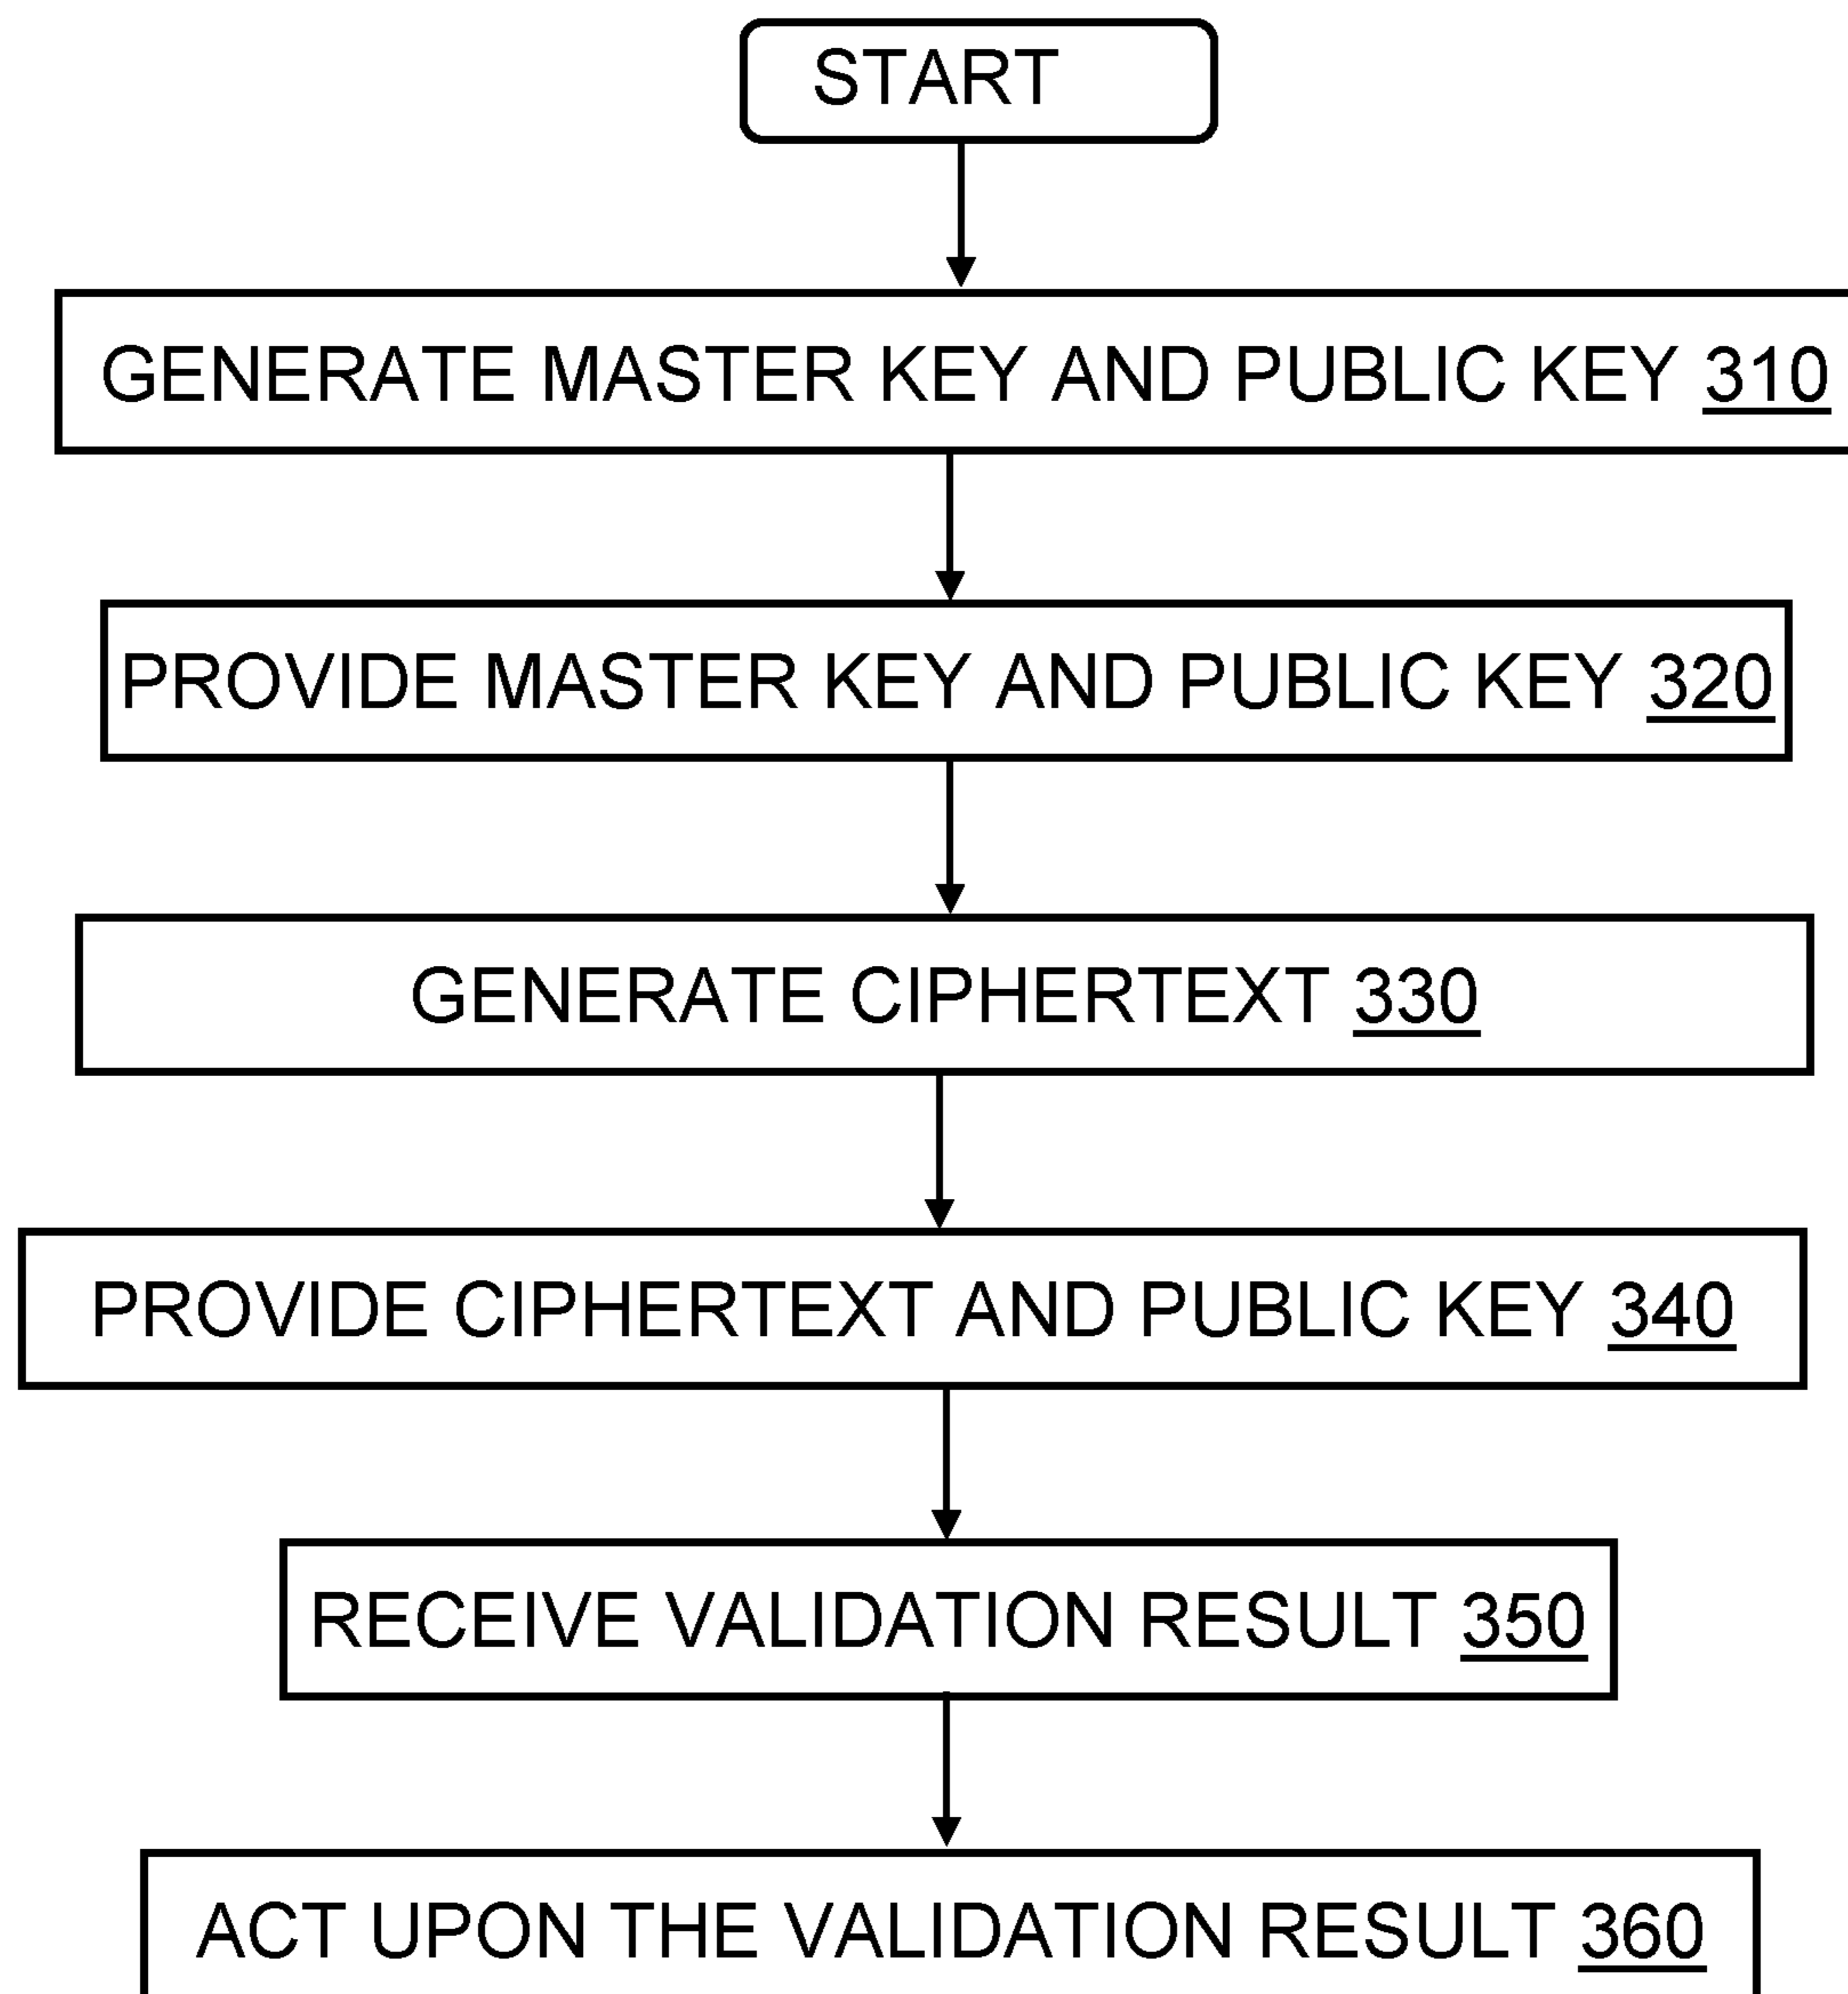 START
GENERATE MASTER KEY AND PUBLIC KEY 310
PROVIDE MASTER KEY AND PUBLIC KEY 320
GENERATE CIPHERTEXT 330
PROVIDE CIPHERTEXT AND PUBLIC KEY 340
RECEIVE VALIDATION RESULT 350
ACT UPON THE VALIDATION RESULT 360